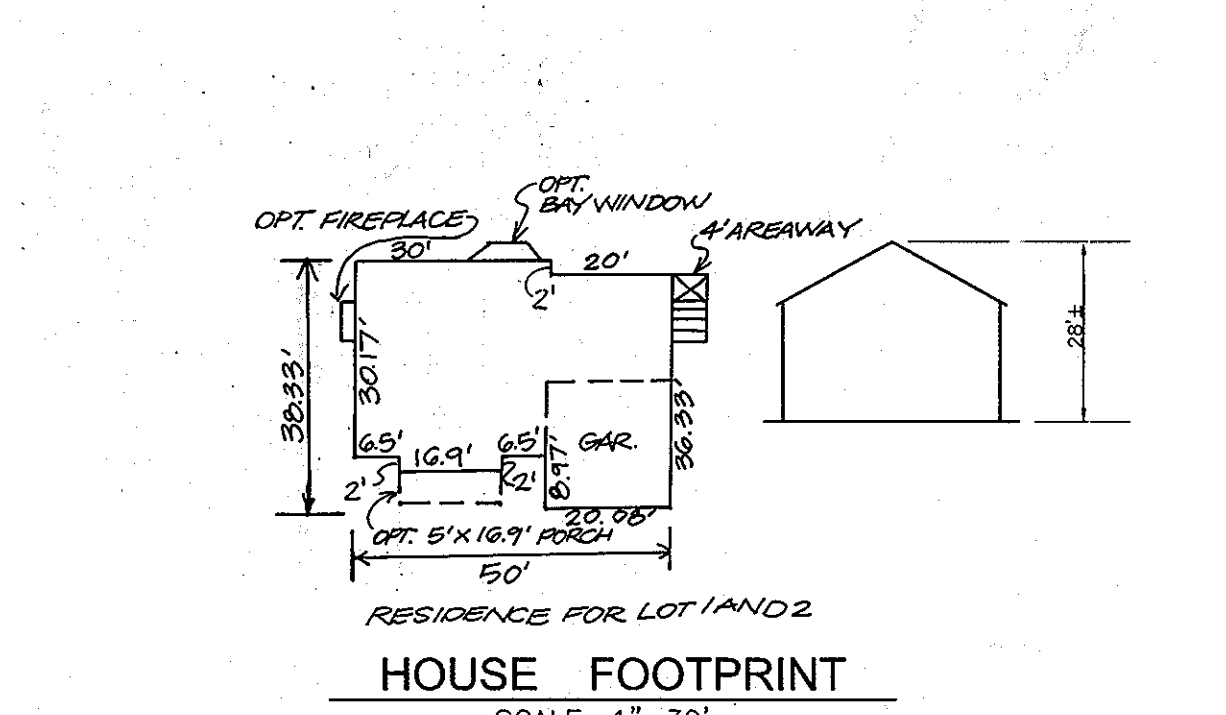 OPT.
BAY WINDOW
OPT. FIREPLACE
4' AREAWAY
30'
20'
2'
28'±
38.33'
30.17'
36.33'
6.5'
16.9'
6.5'
GAR.
8.97'
2'
2'
20.08'
OPT. 5' X 16.9' PORCH
50'
RESIDENCE FOR LOT 1 AND 2
HOUSE FOOTPRINT